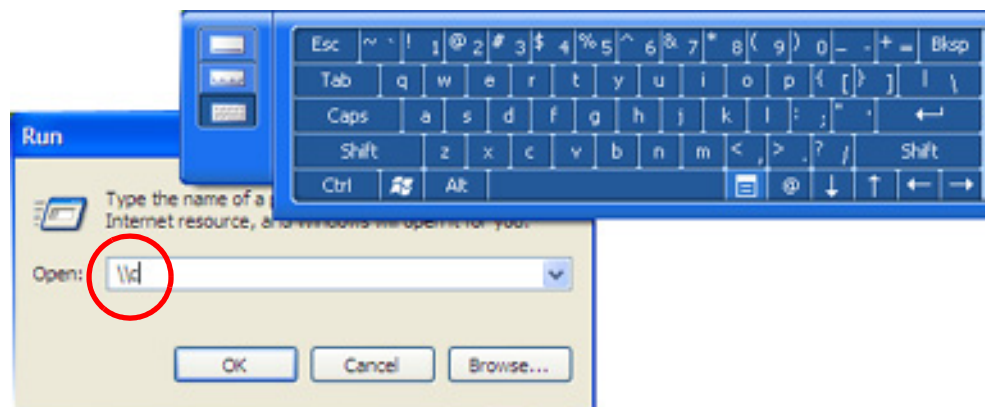 Esc ~ ` ! 1 @ 2 # 3 $ 4 % 5 ^ 6 & 7 * 8 ( 9 ) 0 _ - + = Bksp
Tab q w e r t y u i o p { [ } ] | \
Caps a s d f g h j k l : ; " '
Shift z x c v b n m < , > . ? / Shift
Ctrl Alt @ ↓ ↑ ← →
Run
Type the name of a
Internet resource, and Windows will open it for you.
Open: \\c
OK Cancel Browse...